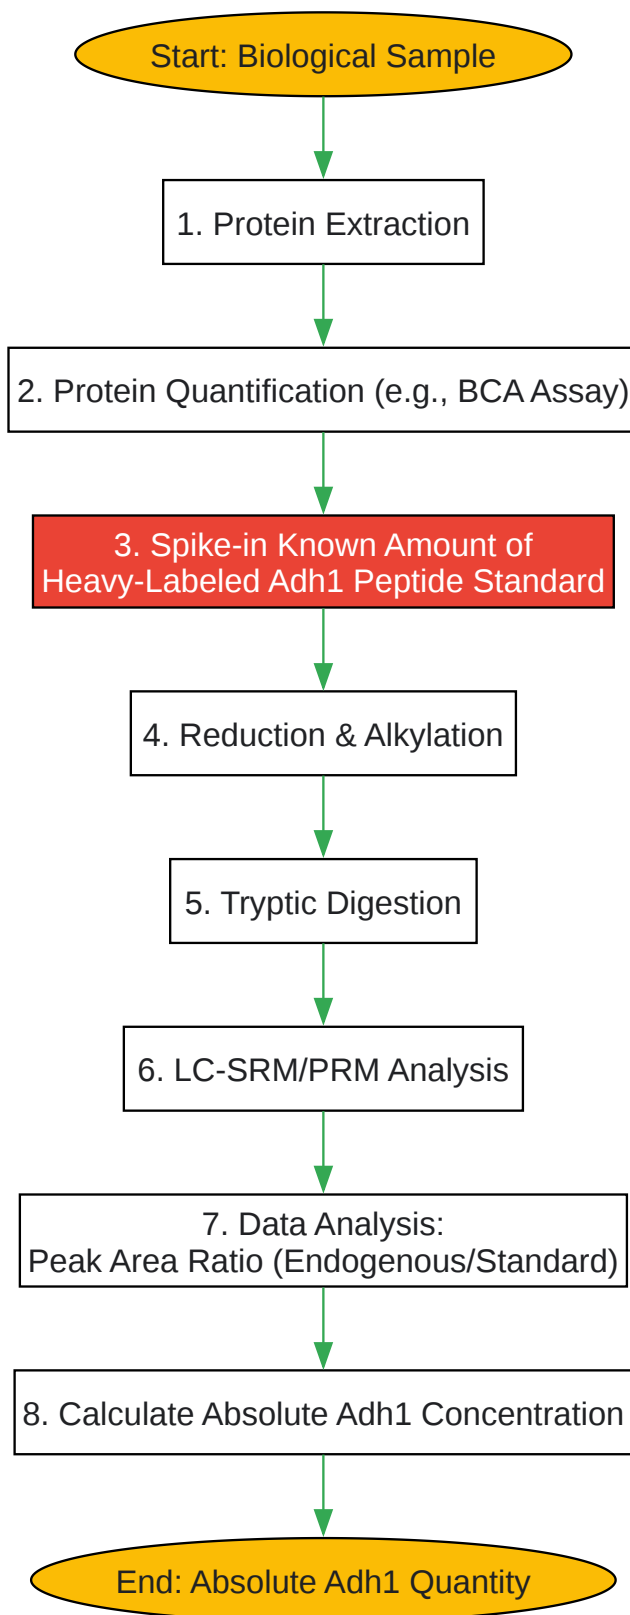 Start: Biological Sample
1. Protein Extraction
2. Protein Quantification (e.g., BCA Assay)
3. Spike-in Known Amount of
Heavy-Labeled Adh1 Peptide Standard
4. Reduction & Alkylation
5. Tryptic Digestion
6. LC-SRM/PRM Analysis
7. Data Analysis:
Peak Area Ratio (Endogenous/Standard)
8. Calculate Absolute Adh1 Concentration
End: Absolute Adh1 Quantity